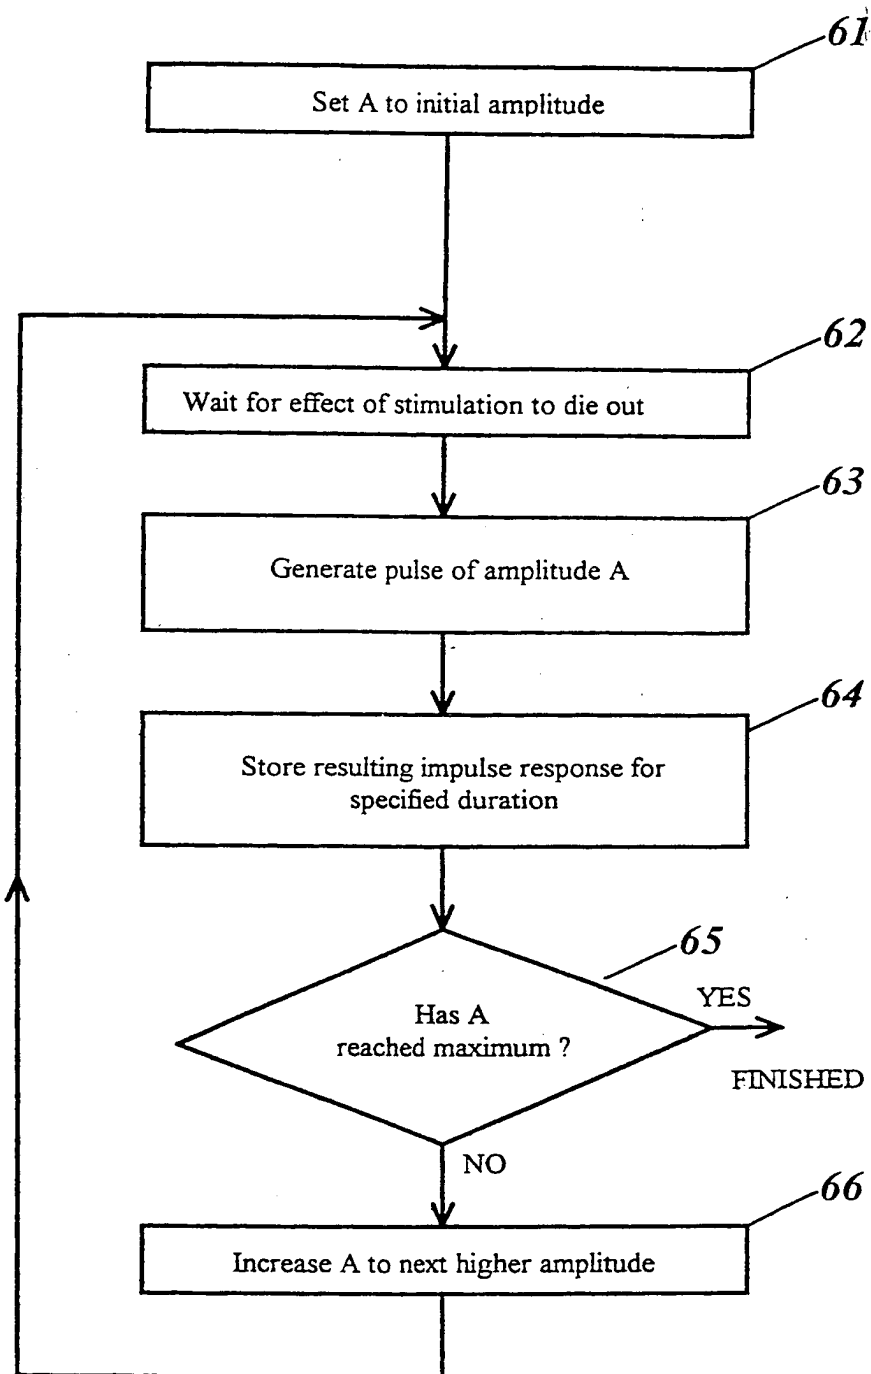 61
Set A to initial amplitude
62
Wait for effect of stimulation to die out
63
Generate pulse of amplitude A
64
Store resulting impulse response for
specified duration
65
Has A
reached maximum ?
YES
FINISHED
NO
66
Increase A to next higher amplitude